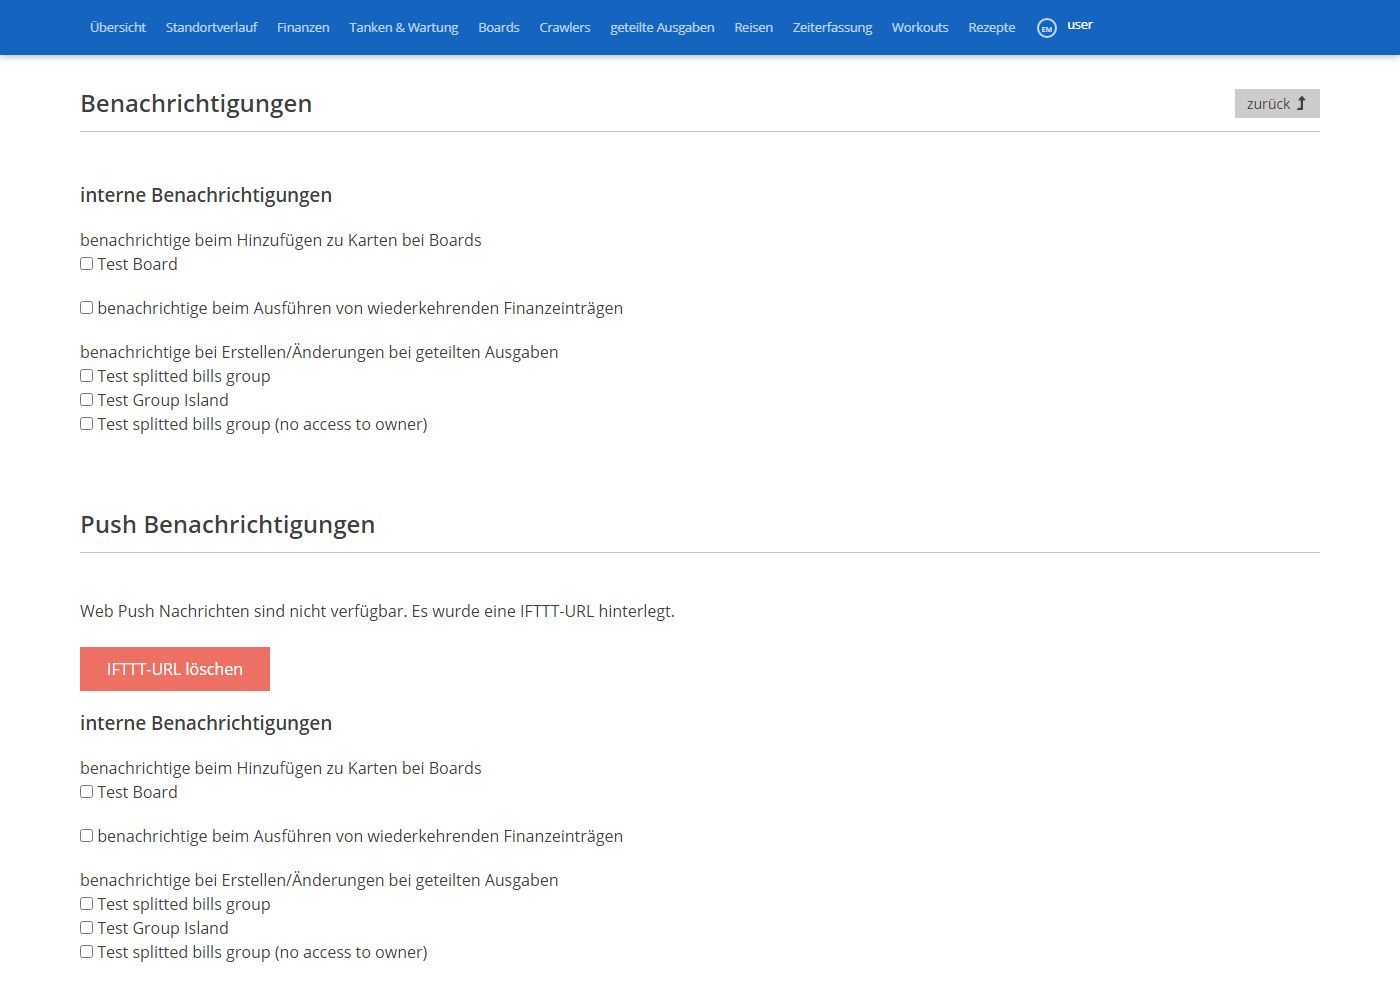 Übersicht Standortverlauf Finanzen Tanken & Wartung Boards Crawlers geteilte Ausgaben Reisen Zeiterfassung Workouts Rezepte EM user
Benachrichtigungen
zurück
interne Benachrichtigungen
benachrichtige beim Hinzufügen zu Karten bei Boards
Test Board
benachrichtige beim Ausführen von wiederkehrenden Finanzeinträgen
benachrichtige bei Erstellen/Änderungen bei geteilten Ausgaben
Test splitted bills group
Test Group Island
Test splitted bills group (no access to owner)
Push Benachrichtigungen
Web Push Nachrichten sind nicht verfügbar. Es wurde eine IFTTT-URL hinterlegt.
IFTTT-URL löschen
interne Benachrichtigungen
benachrichtige beim Hinzufügen zu Karten bei Boards
Test Board
benachrichtige beim Ausführen von wiederkehrenden Finanzeinträgen
benachrichtige bei Erstellen/Änderungen bei geteilten Ausgaben
Test splitted bills group
Test Group Island
Test splitted bills group (no access to owner)